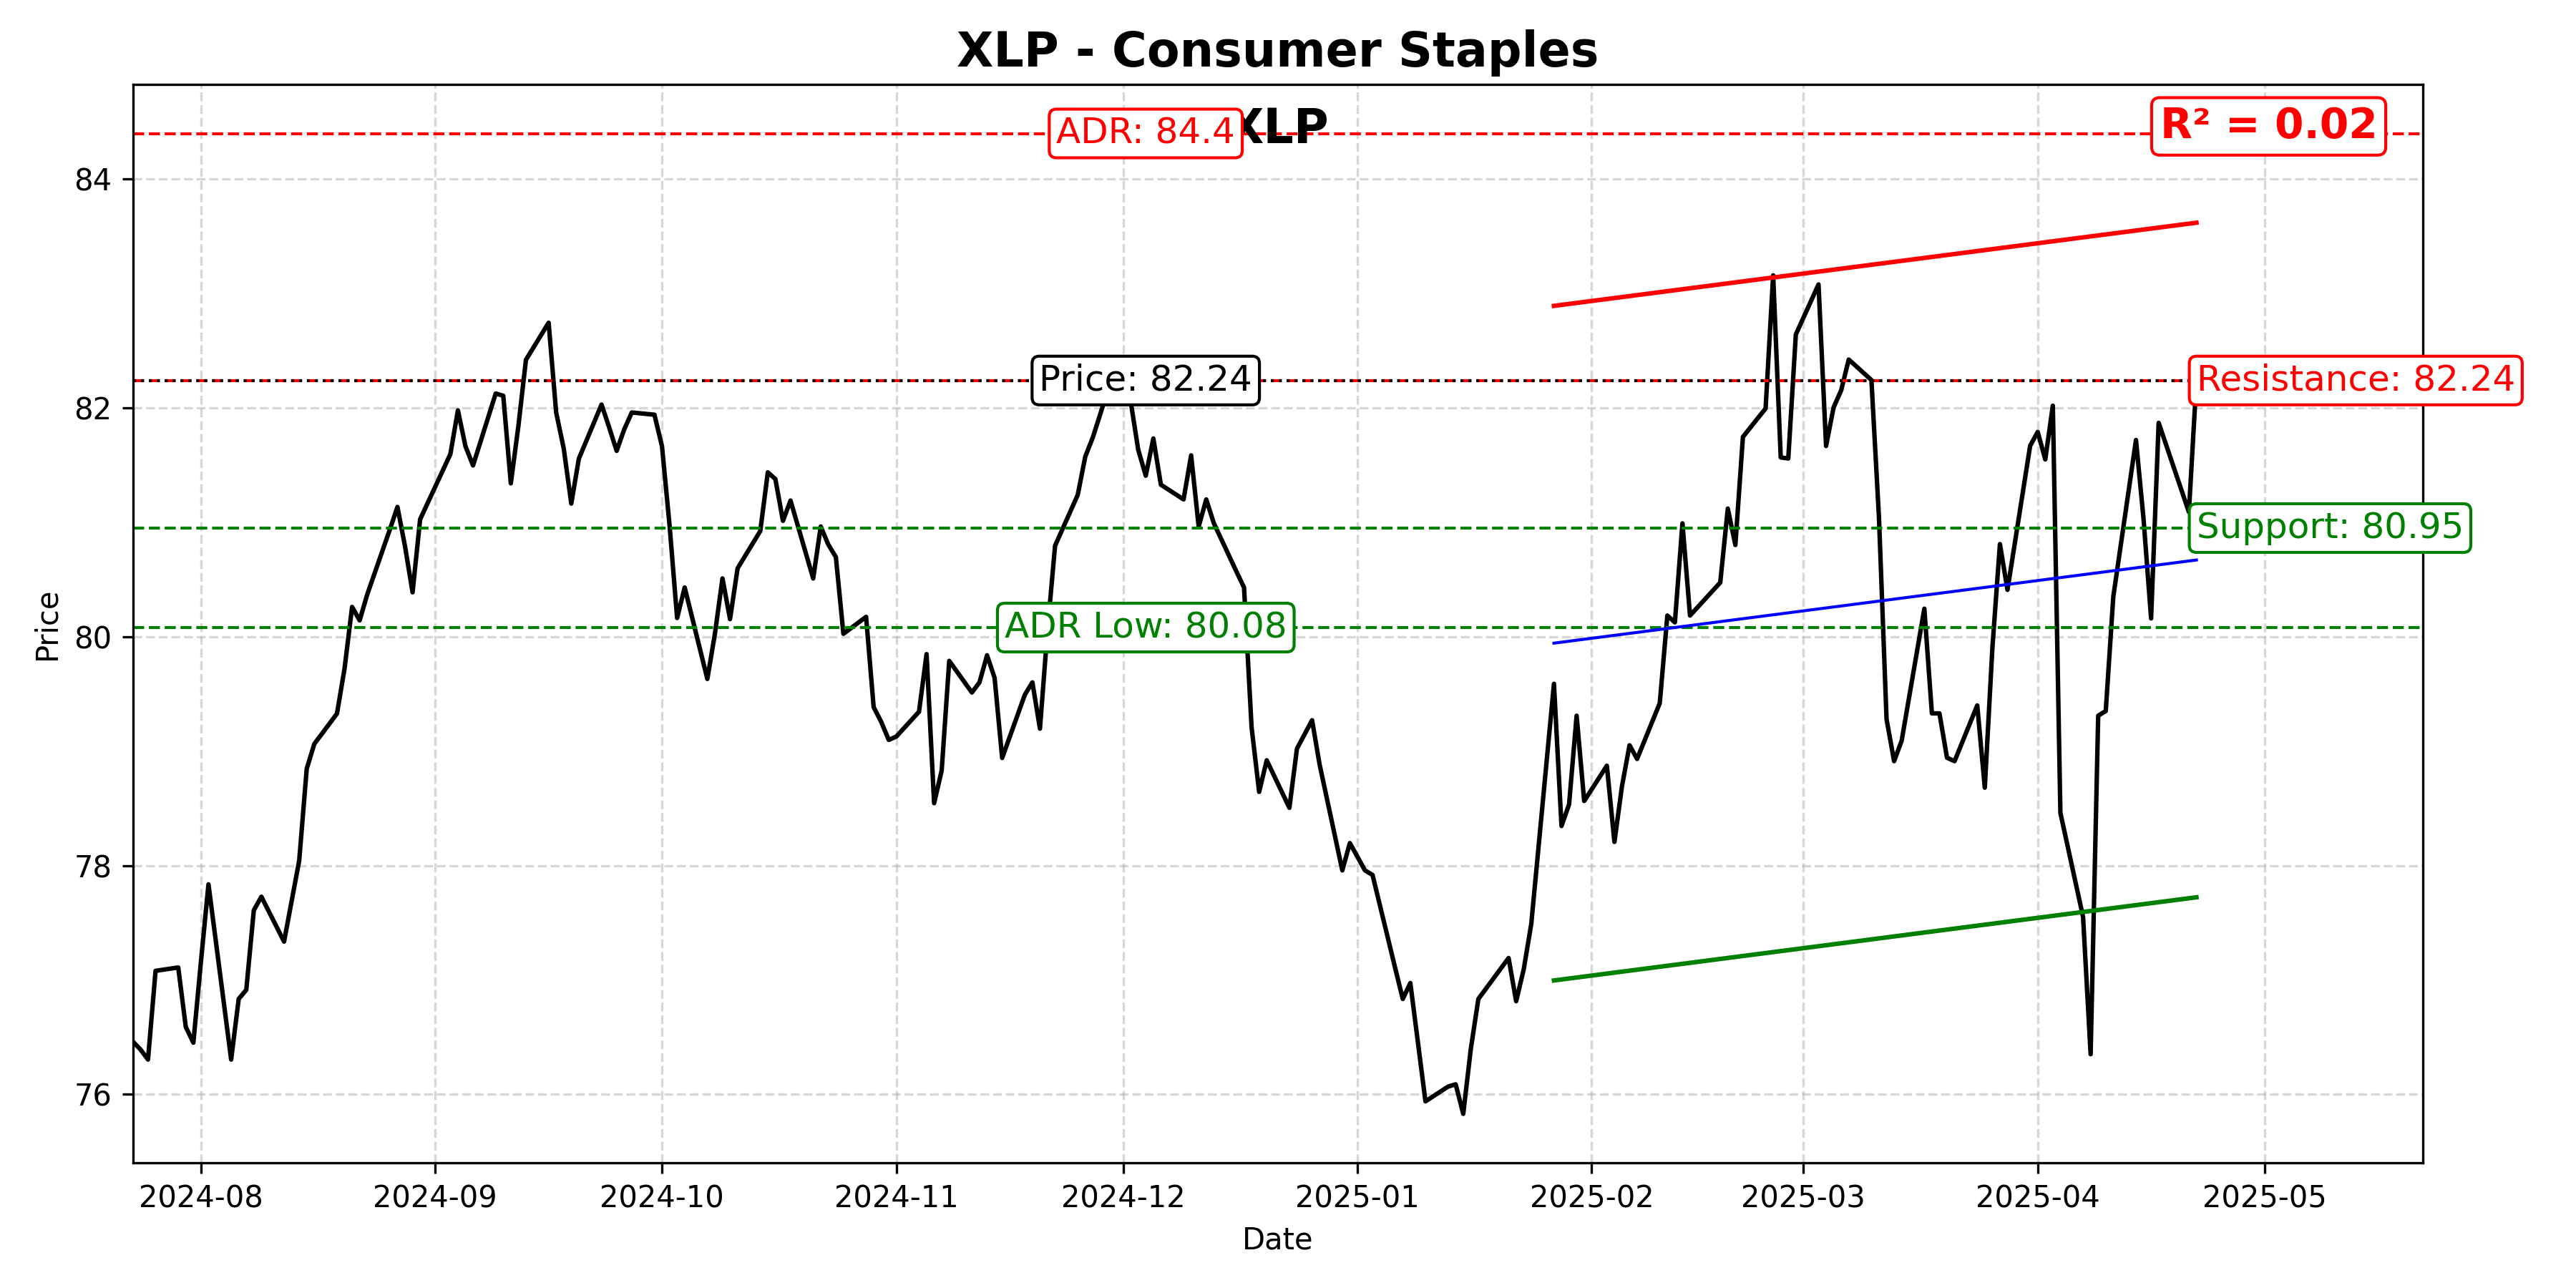 XLP - Consumer Staples
XLP
ADR: 84.4
R² = 0.02
84
Price: 82.24
Resistance: 82.24
82
Support: 80.95
ADR Low: 80.08
80
78
76
Price
2024-08
2024-09
2024-10
2024-11
2024-12
2025-01
2025-02
2025-03
2025-04
2025-05
Date